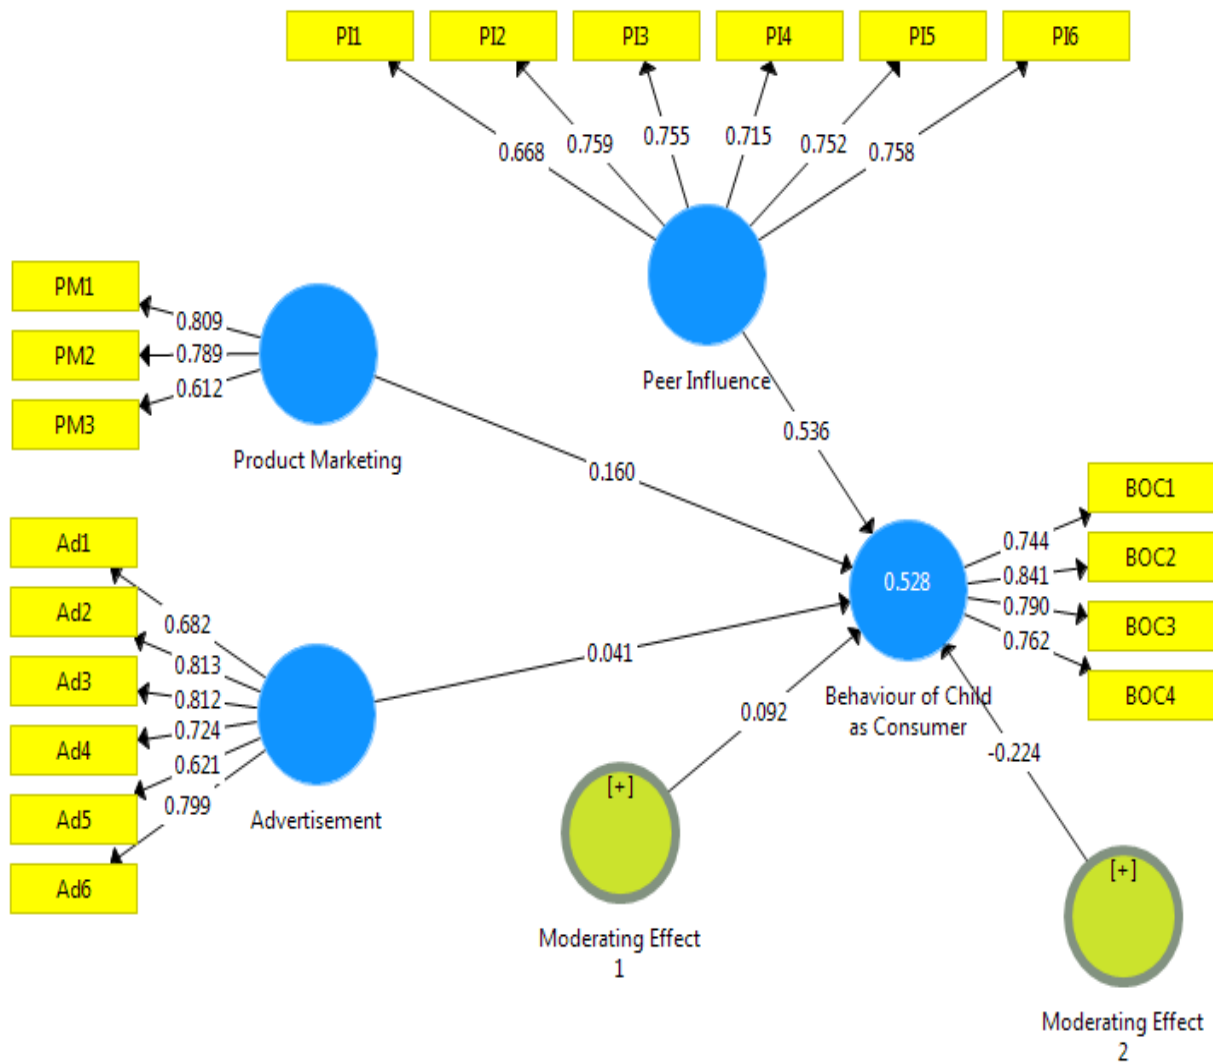 PI1 PI2 PI3 PI4 PI5 PI6
0.668 0.759 0.755 0.715 0.752 0.758
Peer Influence
0.536
PM1
PM2
PM3
0.809
0.789
0.612
Product Marketing
0.160
Ad1
Ad2
Ad3
Ad4
Ad5
Ad6
0.682
0.813
0.812
0.724
0.621
0.799
Advertisement
0.041
0.528
Behaviour of Child
as Consumer
0.744
0.841
0.790
0.762
BOC1
BOC2
BOC3
BOC4
0.092
[+]
Moderating Effect
1
-0.224
[+]
Moderating Effect
2